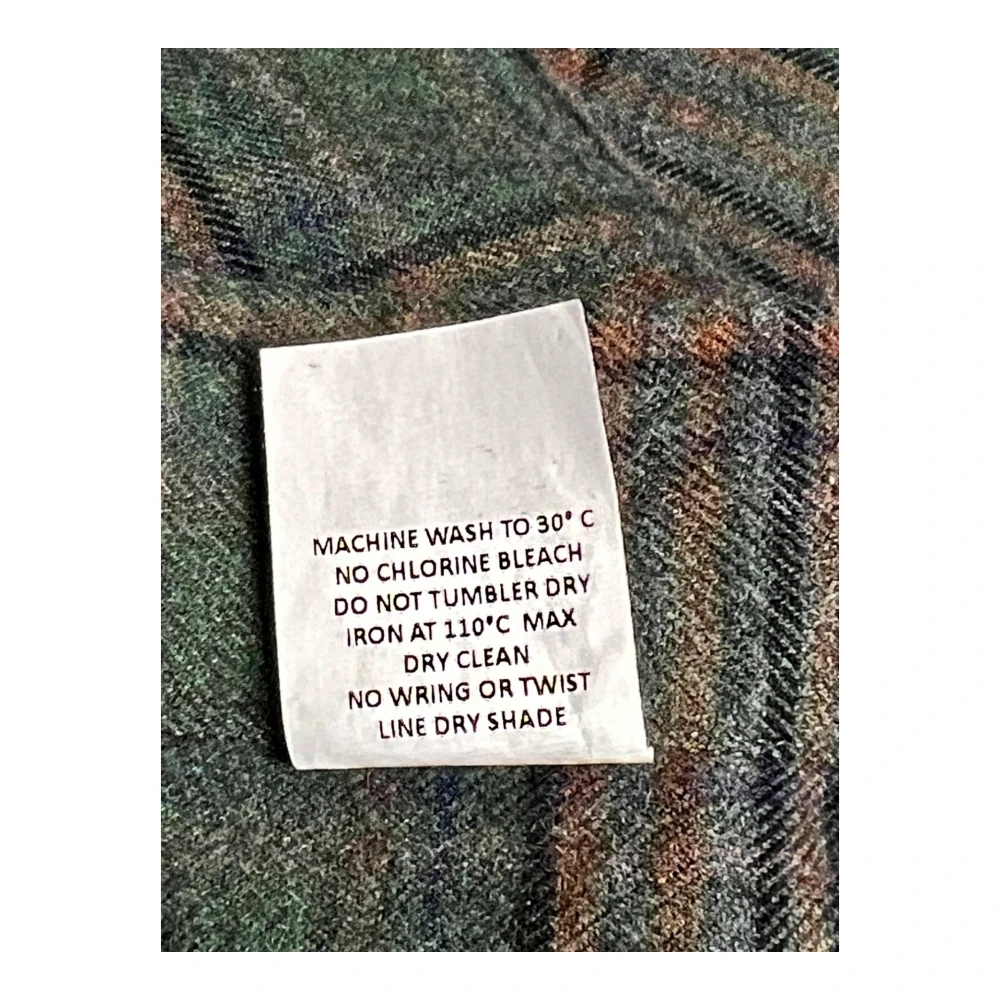 MACHINE WASH TO 30° C
NO CHLORINE BLEACH
DO NOT TUMBLER DRY
IRON AT 110°C MAX
DRY CLEAN
NO WRING OR TWIST
LINE DRY SHADE